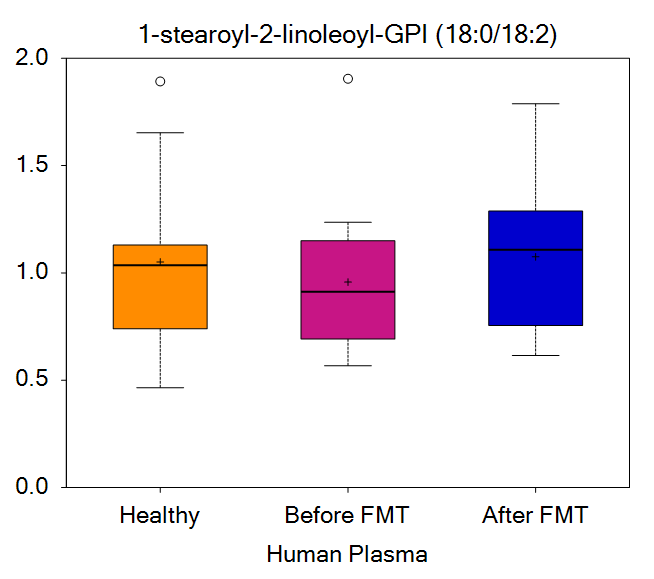 1-stearoyl-2-linoleoyl-GPI (18:0/18:2)
2.0
1.5
1.0
0.5
0.0
Healthy
Before FMT
After FMT
Human Plasma